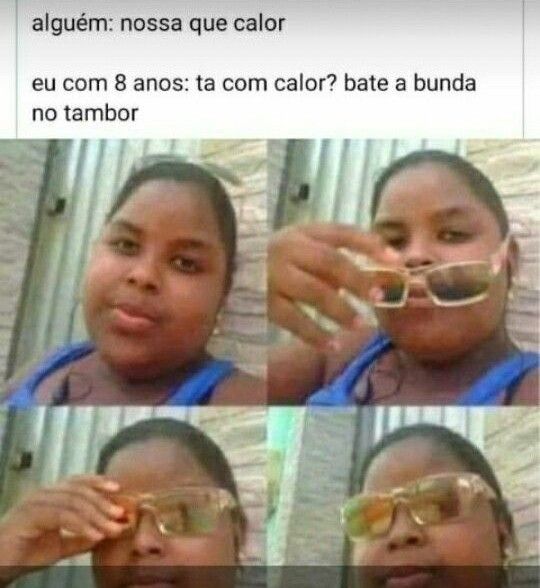 alguém: nossa que calor
eu com 8 anos: ta com calor? bate a bunda
no tambor